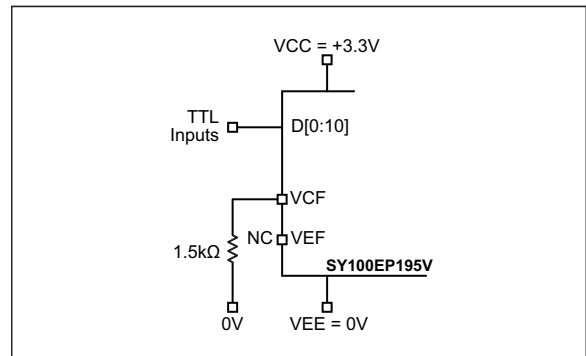 VCC = +3.3V
TTL
Inputs
D[0:10]
VCF
NC
VEF
1.5kΩ
SY100EP195V
0V
VEE = 0V